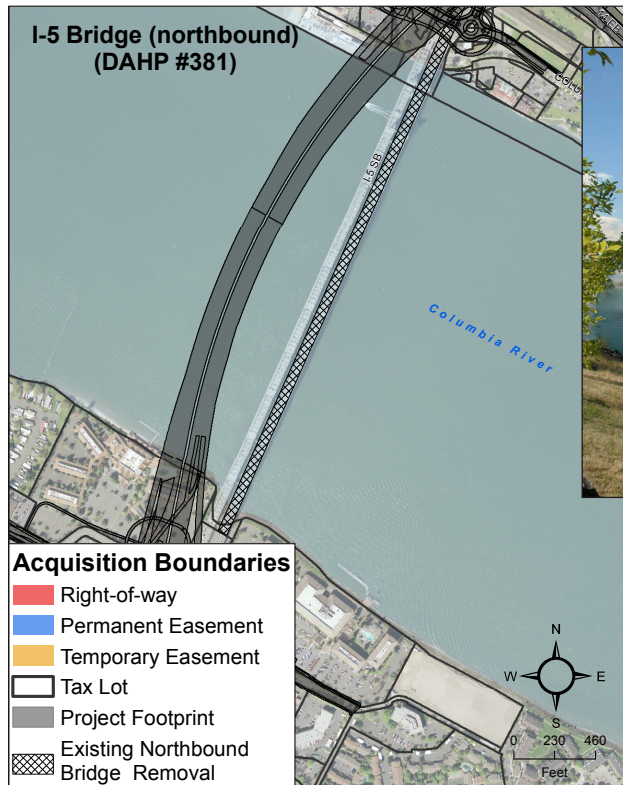 I-5 Bridge (northbound)
(DAHP #381)
I-5 SB
Columbia River
Acquisition Boundaries
Right-of-way
Permanent Easement
Temporary Easement
Tax Lot
Project Footprint
Existing Northbound
Bridge Removal
N
W E
S
0 230 460
Feet